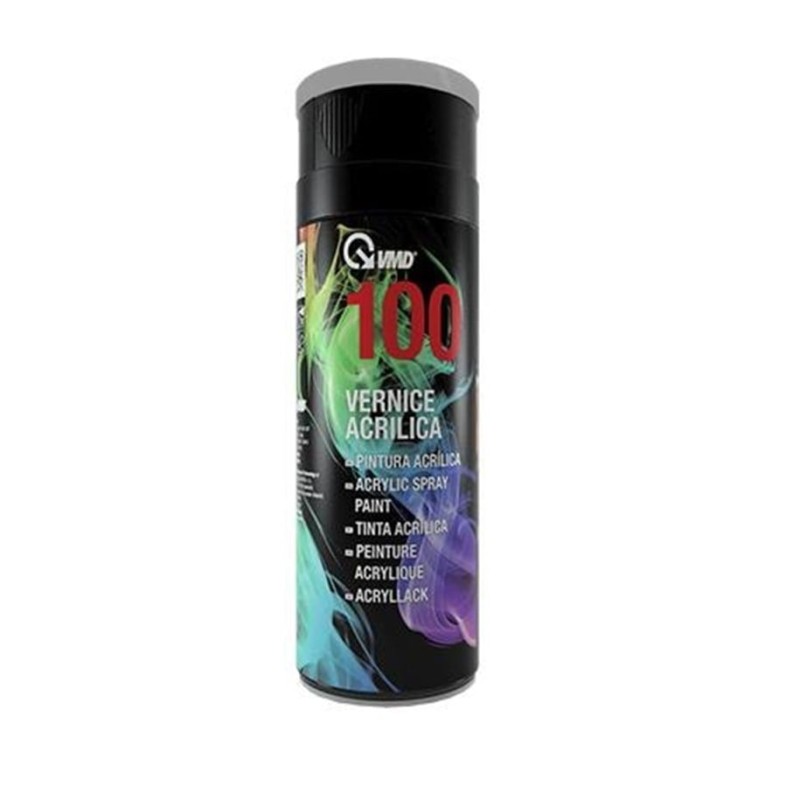 VMD®
100
VERNICE
ACRILICA
PINTURA ACRÍLICA
ACRYLIC SPRAY
PAINT
TINTA ACRÍLICA
PEINTURE
ACRYLIQUE
ACRYLLACK